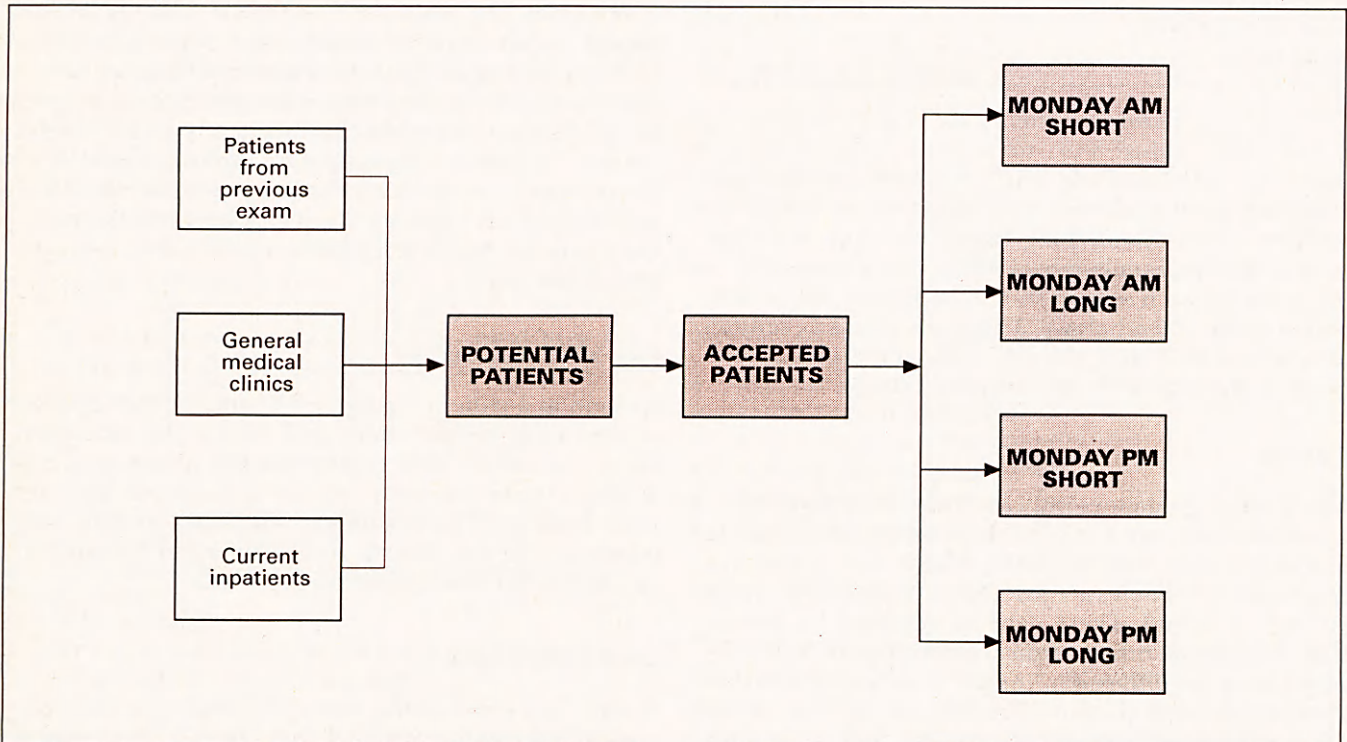 Patients
from
previous
exam
General
medical
clinics
Current
inpatients
POTENTIAL
PATIENTS
ACCEPTED
PATIENTS
MONDAY AM
SHORT
MONDAY AM
LONG
MONDAY PM
SHORT
MONDAY PM
LONG